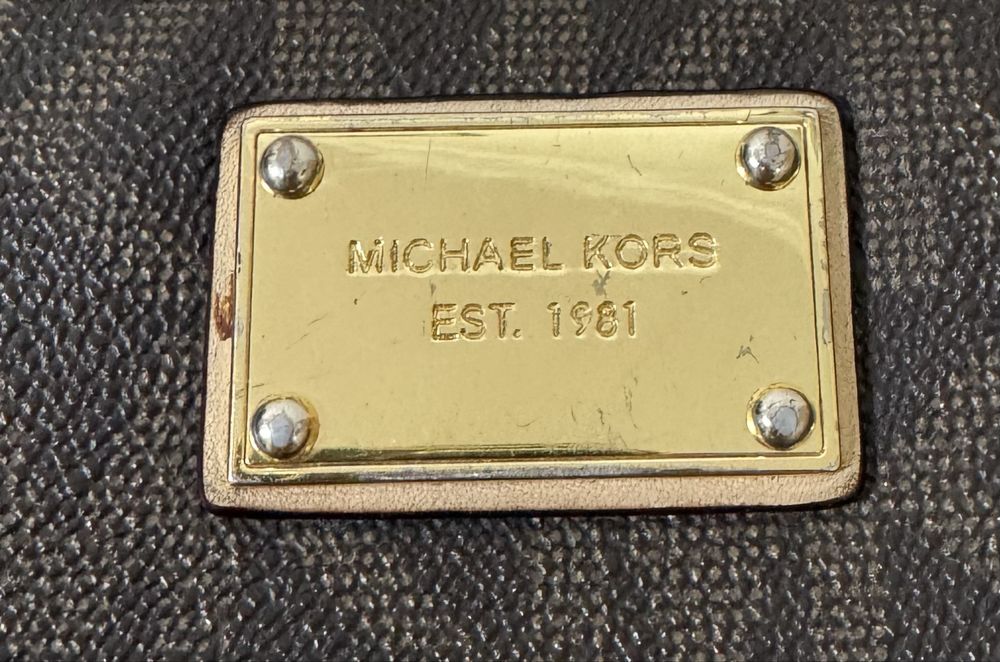 MICHAEL KORS
EST. 1981